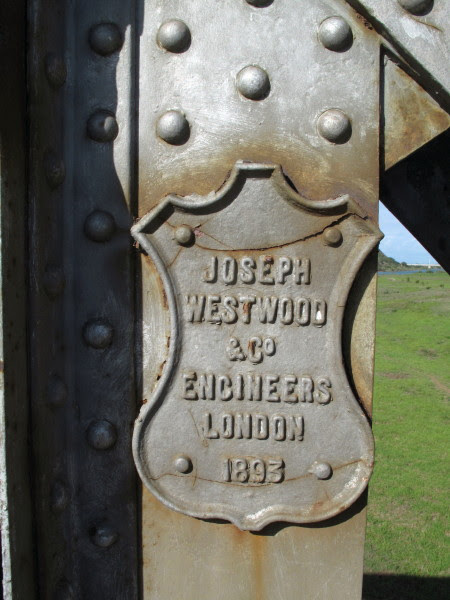 JOSEPH
WESTWOOD
& Co
ENGINEERS
LONDON
1893